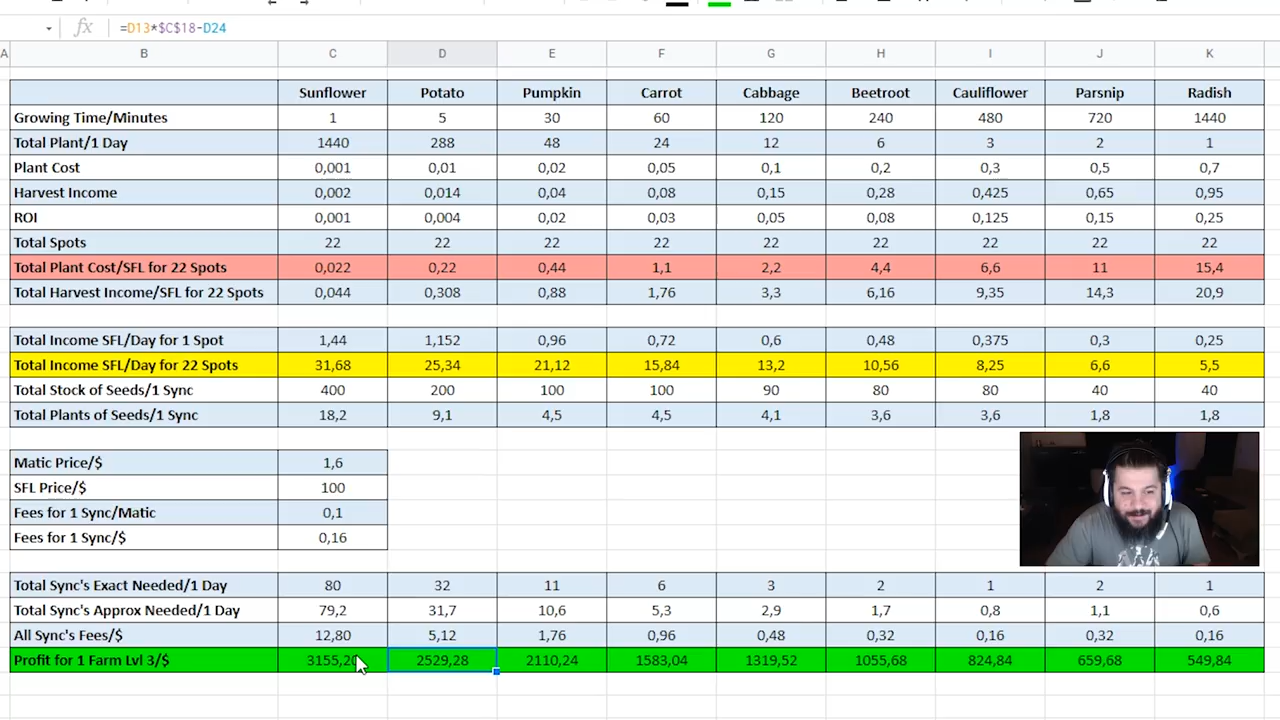 fx =D13*$C$18-D24
A B C D E F G H I J K
Sunflower Potato Pumpkin Carrot Cabbage Beetroot Cauliflower Parsnip Radish
Growing Time/Minutes 1 5 30 60 120 240 480 720 1440
Total Plant/1 Day 1440 288 48 24 12 6 3 2 1
Plant Cost 0,001 0,01 0,02 0,05 0,1 0,2 0,3 0,5 0,7
Harvest Income 0,002 0,014 0,04 0,08 0,15 0,28 0,425 0,65 0,95
ROI 0,001 0,004 0,02 0,03 0,05 0,08 0,125 0,15 0,25
Total Spots 22 22 22 22 22 22 22 22 22
Total Plant Cost/SFL for 22 Spots 0,022 0,22 0,44 1,1 2,2 4,4 6,6 11 15,4
Total Harvest Income/SFL for 22 Spots 0,044 0,308 0,88 1,76 3,3 6,16 9,35 14,3 20,9
Total Income SFL/Day for 1 Spot 1,44 1,152 0,96 0,72 0,6 0,48 0,375 0,3 0,25
Total Income SFL/Day for 22 Spots 31,68 25,34 21,12 15,84 13,2 10,56 8,25 6,6 5,5
Total Stock of Seeds/1 Sync 400 200 100 100 90 80 80 40 40
Total Plants of Seeds/1 Sync 18,2 9,1 4,5 4,5 4,1 3,6 3,6 1,8 1,8
Matic Price/$ 1,6
SFL Price/$ 100
Fees for 1 Sync/Matic 0,1
Fees for 1 Sync/$ 0,16
Total Sync's Exact Needed/1 Day 80 32 11 6 3 2 1 2 1
Total Sync's Approx Needed/1 Day 79,2 31,7 10,6 5,3 2,9 1,7 0,8 1,1 0,6
All Sync's Fees/$ 12,80 5,12 1,76 0,96 0,48 0,32 0,16 0,32 0,16
Profit for 1 Farm Lvl 3/$ 3155,20 2529,28 2110,24 1583,04 1319,52 1055,68 824,84 659,68 549,84